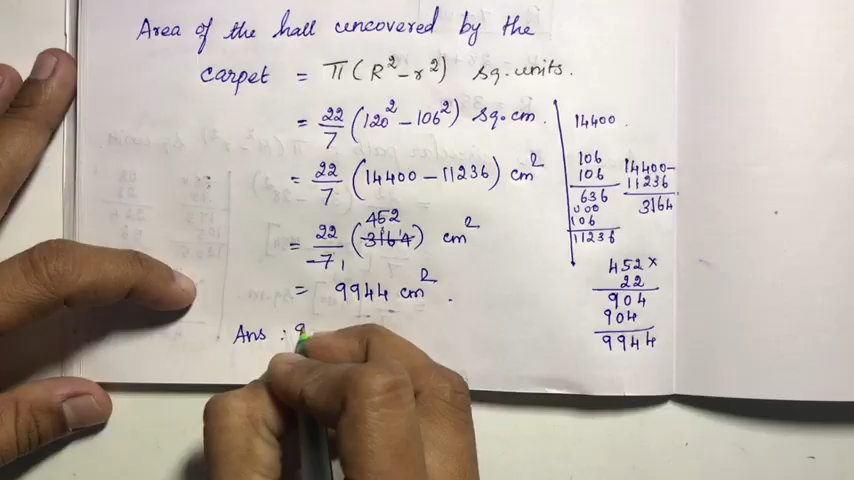 Area of the hall uncovered by the
carpet = π(R²-r²) sq.units.
= 22/7 (120² - 106²) sq.cm.
= 22/7 (14400 - 11236) cm²
452
= 22/7 (3164) cm²
1
= 9944 cm².
Ans : 9
14400.
106
106
636
000
106
11236
14400-
11236
3164
452×
22
904
904
9944